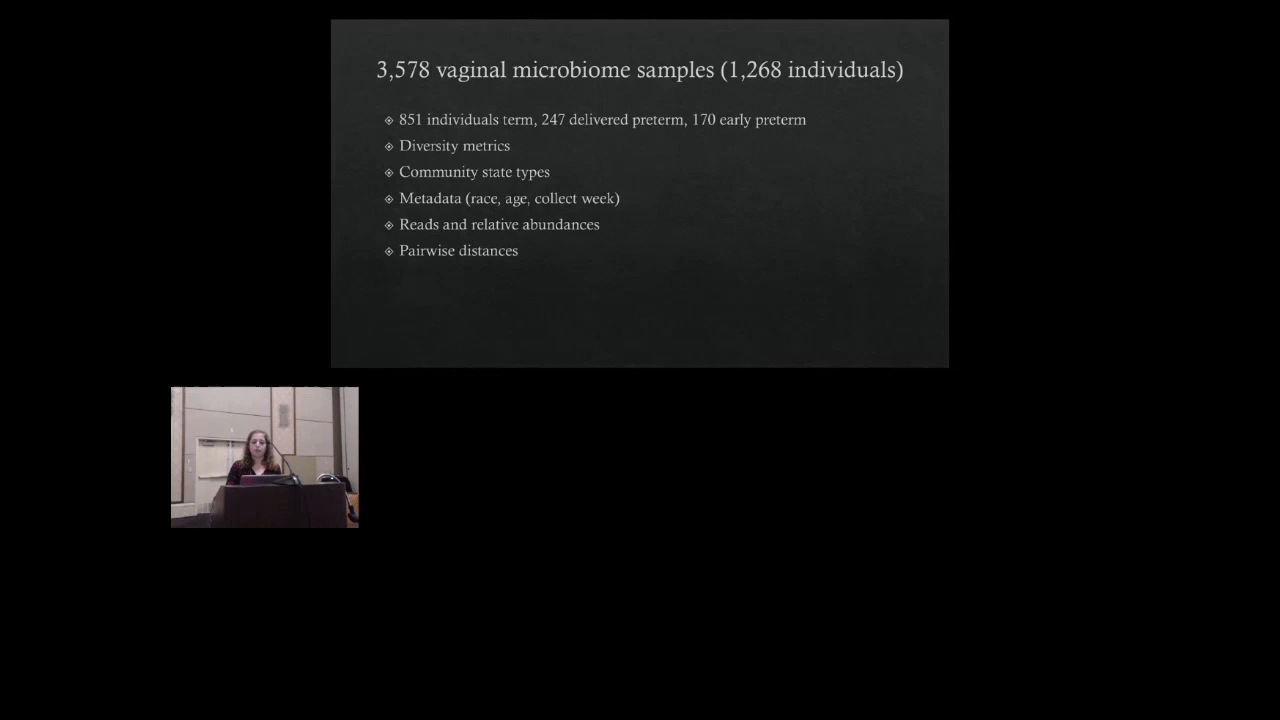 3,578 vaginal microbiome samples (1,268 individuals)
851 individuals term, 247 delivered preterm, 170 early preterm
Diversity metrics
Community state types
Metadata (race, age, collect week)
Reads and relative abundances
Pairwise distances